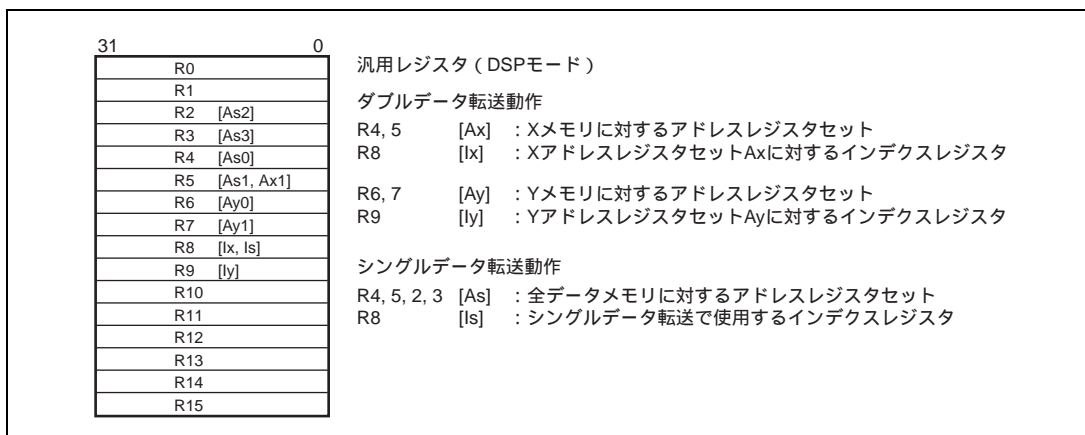 31 0
R0
R1
R2 [As2]
R3 [As3]
R4 [As0]
R5 [As1, Ax1]
R6 [Ay0]
R7 [Ay1]
R8 [Ix, Is]
R9 [Iy]
R10
R11
R12
R13
R14
R15
汎用レジスタ（DSPモード）
ダブルデータ転送動作
R4, 5 [Ax] ：Xメモリに対するアドレスレジスタセット
R8 [Ix] ：XアドレスレジスタセットAxに対するインデクスレジスタ
R6, 7 [Ay] ：Yメモリに対するアドレスレジスタセット
R9 [Iy] ：YアドレスレジスタセットAyに対するインデクスレジスタ
シングルデータ転送動作
R4, 5, 2, 3 [As] ：全データメモリに対するアドレスレジスタセット
R8 [Is] ：シングルデータ転送で使用するインデクスレジスタ